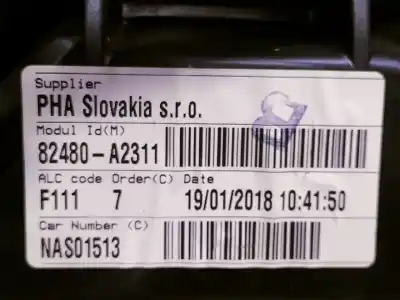 Supplier
PHA Slovakia s.r.o.
Modul Id(M)
82480-A2311
ALC code Order(C) Date
F111 7 19/01/2018 10:41:50
Car Number (C)
NAS01513